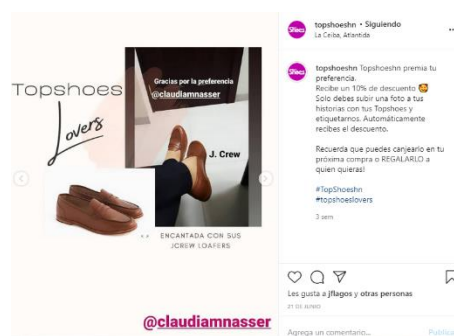 Topshoes
Lovers
Gracias por la preferencia
@claudiamnasser
J. Crew
ENCANTADA CON SUS
JCREW LOAFERS
@claudiamnasser
topshoeshn • Siguiendo
La Ceiba, Atlantida
topshoeshn Topshoeshn premia tu
preferencia.
Recibe un 10% de descuento
Solo debes subir una foto a tus
historias con tus Topshoes y
etiquetarnos. Automáticamente
recibes el descuento.
Recuerda que puedes canjearlo en tu
próxima compra o REGALARLO a
quien quieras!
#TopShoeshn
#topshoeslovers
3 sem
Les gusta a jflagos y otras personas
21 DE JUNIO
Agrega un comentario...
Publicar